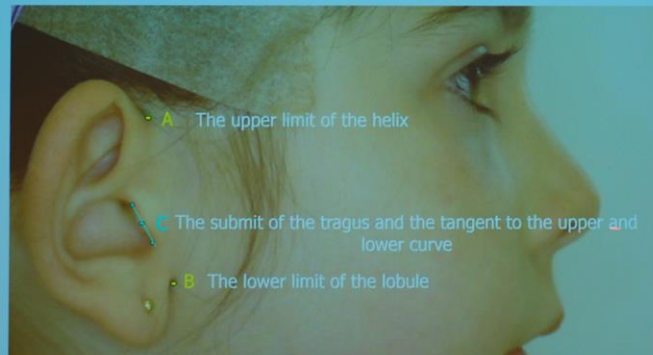 A The upper limit of the helix
C The submit of the tragus and the tangent to the upper and
lower curve
B The lower limit of the lobule